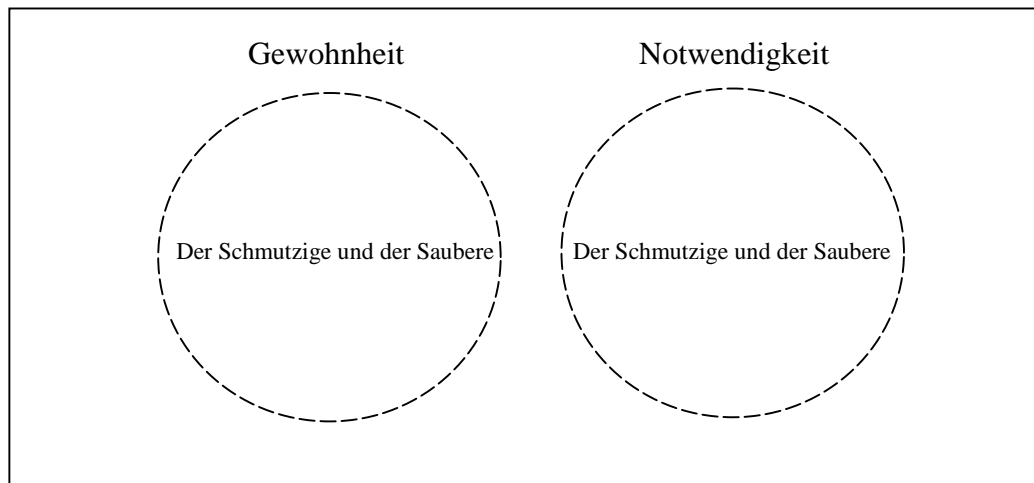 Gewohnheit
Notwendigkeit
Der Schmutzige und der Saubere
Der Schmutzige und der Saubere